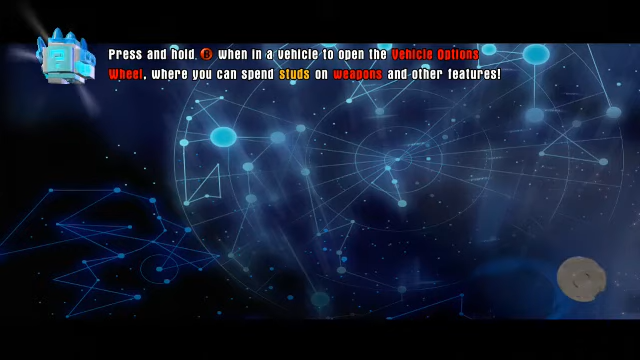 Press and hold B when in a vehicle to open the Vehicle Options
Wheel, where you can spend studs on weapons and other features!